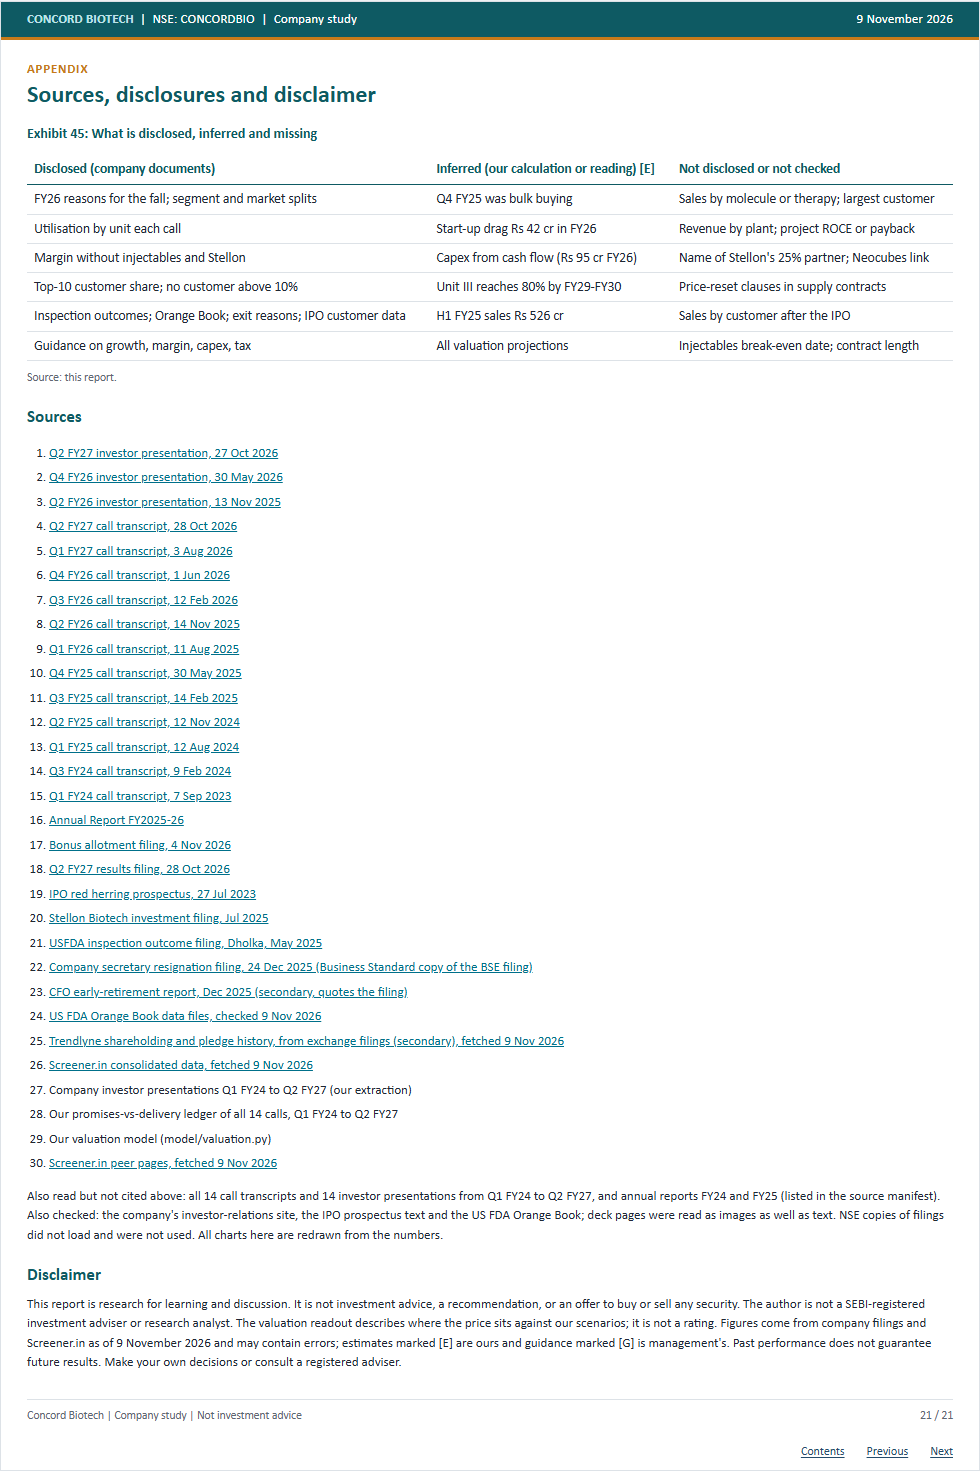 CONCORD BIOTECH | NSE: CONCORDBIO | Company study 9 November 2026
APPENDIX
Sources, disclosures and disclaimer
Exhibit 45: What is disclosed, inferred and missing
Disclosed (company documents) Inferred (our calculation or reading) [E] Not disclosed or not checked
FY26 reasons for the fall; segment and market splits Q4 FY25 was bulk buying Sales by molecule or therapy; largest customer
Utilisation by unit each call Start-up drag Rs 42 cr in FY26 Revenue by plant; project ROCE or payback
Margin without injectables and Stellon Capex from cash flow (Rs 95 cr FY26) Name of Stellon's 25% partner; Neocubes link
Top-10 customer share; no customer above 10% Unit III reaches 80% by FY29-FY30 Price-reset clauses in supply contracts
Inspection outcomes; Orange Book; exit reasons; IPO customer data H1 FY25 sales Rs 526 cr Sales by customer after the IPO
Guidance on growth, margin, capex, tax All valuation projections Injectables break-even date; contract length
Source: this report.
Sources
1. Q2 FY27 investor presentation, 27 Oct 2026
2. Q4 FY26 investor presentation, 30 May 2026
3. Q2 FY26 investor presentation, 13 Nov 2025
4. Q2 FY27 call transcript, 28 Oct 2026
5. Q1 FY27 call transcript, 3 Aug 2026
6. Q4 FY26 call transcript, 1 Jun 2026
7. Q3 FY26 call transcript, 12 Feb 2026
8. Q2 FY26 call transcript, 14 Nov 2025
9. Q1 FY26 call transcript, 11 Aug 2025
10. Q4 FY25 call transcript, 30 May 2025
11. Q3 FY25 call transcript, 14 Feb 2025
12. Q2 FY25 call transcript, 12 Nov 2024
13. Q1 FY25 call transcript, 12 Aug 2024
14. Q3 FY24 call transcript, 9 Feb 2024
15. Q1 FY24 call transcript, 7 Sep 2023
16. Annual Report FY2025-26
17. Bonus allotment filing, 4 Nov 2026
18. Q2 FY27 results filing, 28 Oct 2026
19. IPO red herring prospectus, 27 Jul 2023
20. Stellon Biotech investment filing, Jul 2025
21. USFDA inspection outcome filing, Dholka, May 2025
22. Company secretary resignation filing, 24 Dec 2025 (Business Standard copy of the BSE filing)
23. CFO early-retirement report, Dec 2025 (secondary, quotes the filing)
24. US FDA Orange Book data files, checked 9 Nov 2026
25. Trendlyne shareholding and pledge history, from exchange filings (secondary), fetched 9 Nov 2026
26. Screener.in consolidated data, fetched 9 Nov 2026
27. Company investor presentations Q1 FY24 to Q2 FY27 (our extraction)
28. Our promises-vs-delivery ledger of all 14 calls, Q1 FY24 to Q2 FY27
29. Our valuation model (model/valuation.py)
30. Screener.in peer pages, fetched 9 Nov 2026
Also read but not cited above: all 14 call transcripts and 14 investor presentations from Q1 FY24 to Q2 FY27, and annual reports FY24 and FY25 (listed in the source manifest).
Also checked: the company's investor-relations site, the IPO prospectus text and the US FDA Orange Book; deck pages were read as images as well as text. NSE copies of filings
did not load and were not used. All charts here are redrawn from the numbers.
Disclaimer
This report is research for learning and discussion. It is not investment advice, a recommendation, or an offer to buy or sell any security. The author is not a SEBI-registered
investment adviser or research analyst. The valuation readout describes where the price sits against our scenarios; it is not a rating. Figures come from company filings and
Screener.in as of 9 November 2026 and may contain errors; estimates marked [E] are ours and guidance marked [G] is management's. Past performance does not guarantee
future results. Make your own decisions or consult a registered adviser.
Concord Biotech | Company study | Not investment advice 21 / 21
Contents Previous Next